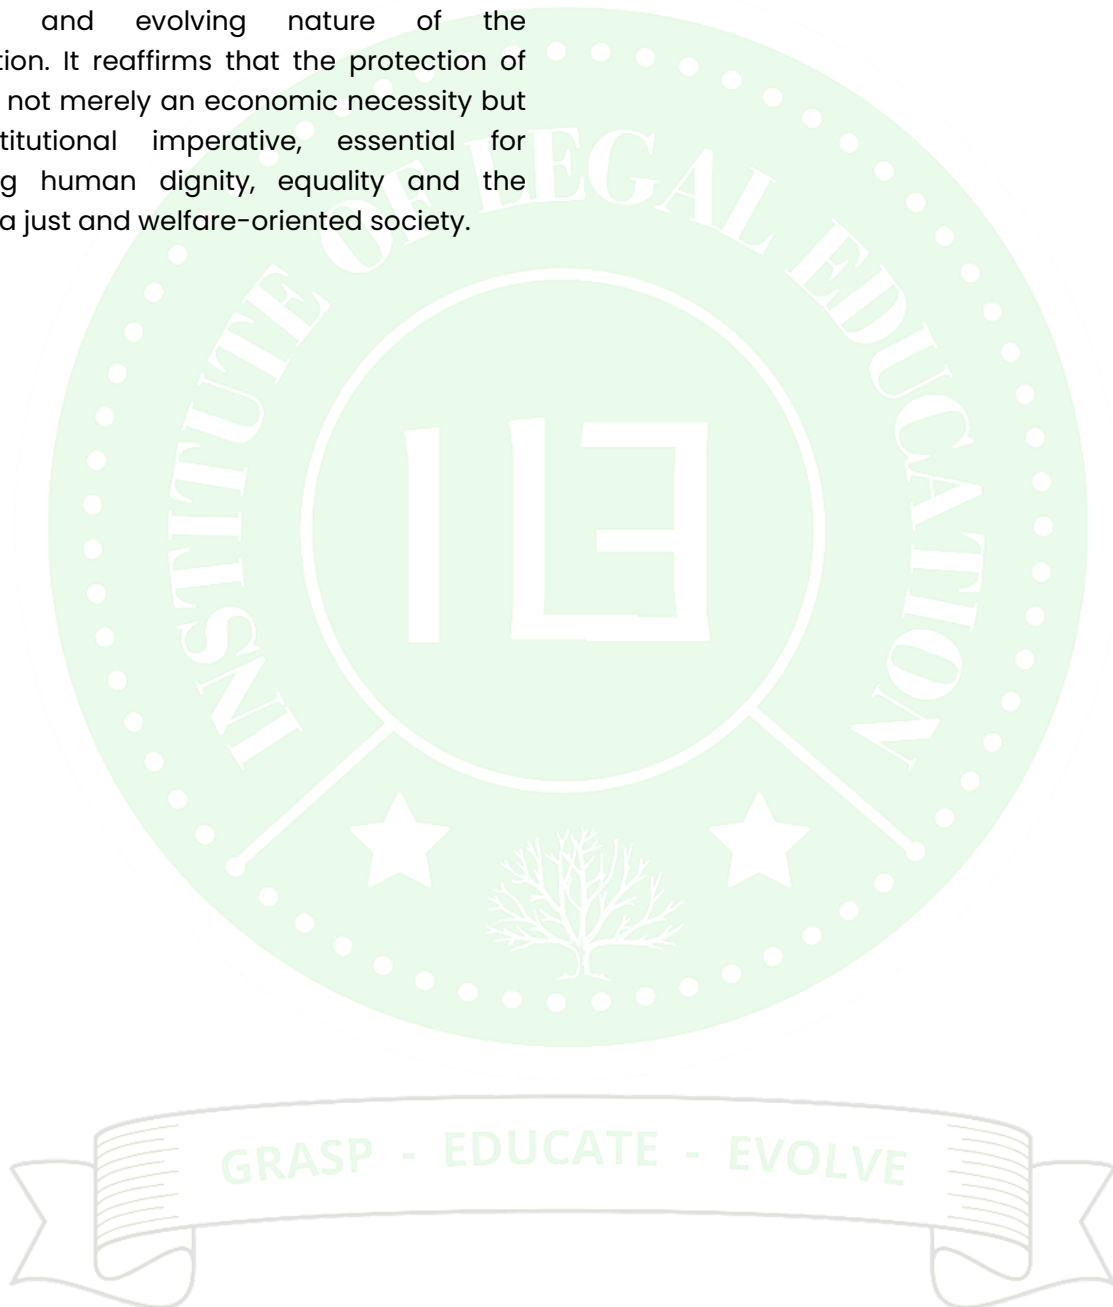 and evolving nature of the
tion. It reaffirms that the protection of
not merely an economic necessity but
titutional imperative, essential for
g human dignity, equality and the
a just and welfare-oriented society.
INSTITUTE OF LEGAL EDUCATION
ILE
GRASP - EDUCATE - EVOLVE